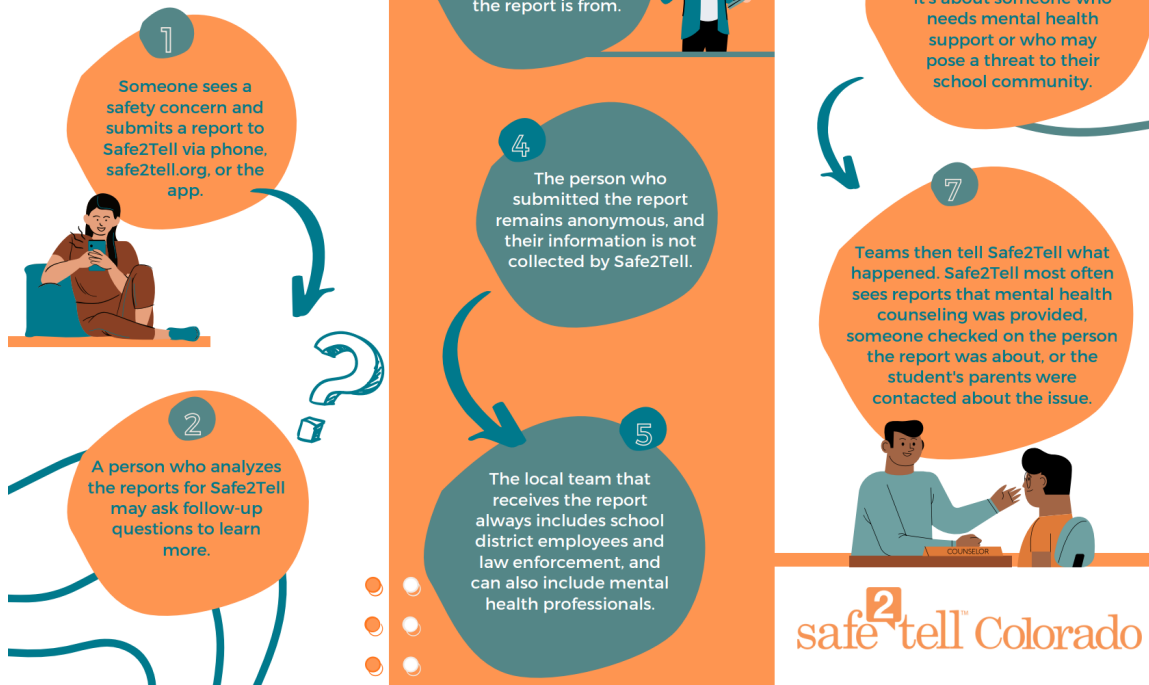 1
Someone sees a
safety concern and
submits a report to
Safe2Tell via phone,
safe2tell.org, or the
app.
2
A person who analyzes
the reports for Safe2Tell
may ask follow-up
questions to learn
more.
the report is from.
4
The person who
submitted the report
remains anonymous, and
their information is not
collected by Safe2Tell.
5
The local team that
receives the report
always includes school
district employees and
law enforcement, and
can also include mental
health professionals.
it's about someone who
needs mental health
support or who may
pose a threat to their
school community.
7
Teams then tell Safe2Tell what
happened. Safe2Tell most often
sees reports that mental health
counseling was provided,
someone checked on the person
the report was about, or the
student's parents were
contacted about the issue.
COUNSELOR
safe2tell™ Colorado